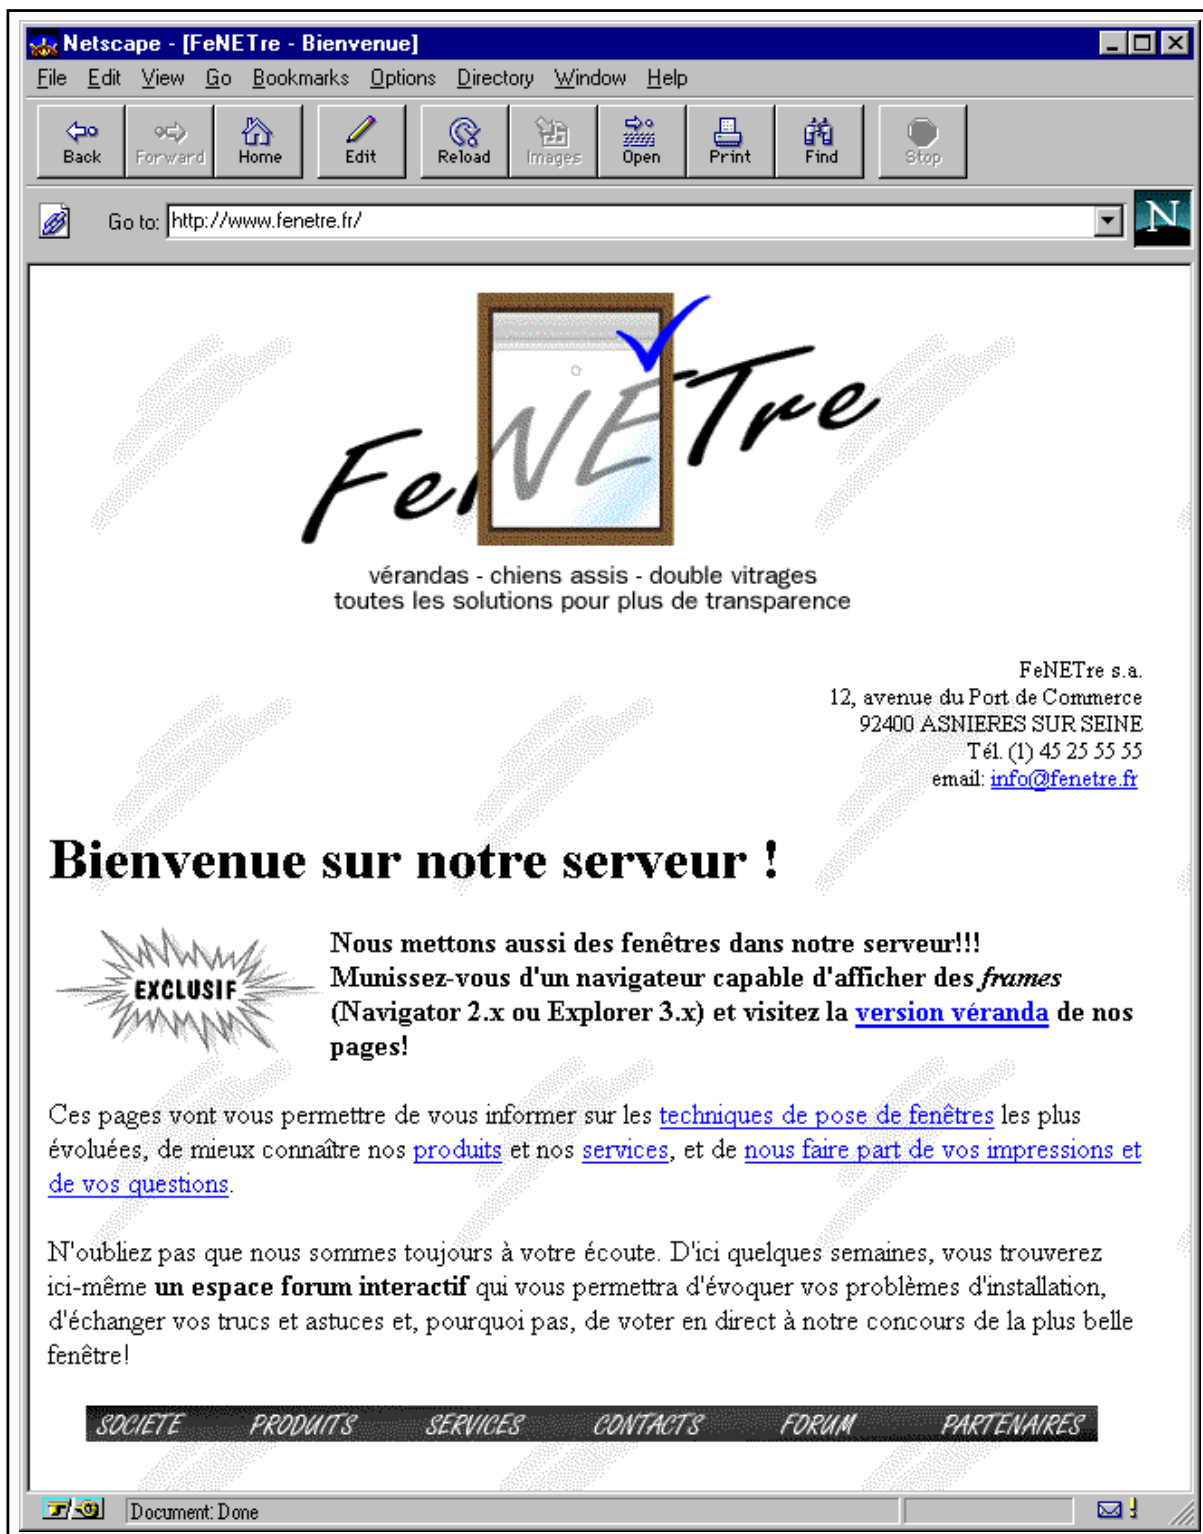 Netscape - [FeNETre - Bienvenue]
File Edit View Go Bookmarks Options Directory Window Help
Back Forward Home Edit Reload Images Open Print Find Stop
Go to: http://www.fenetre.fr/
N
FeNETre
vérandas - chiens assis - double vitrages
toutes les solutions pour plus de transparence
FeNETre s.a.
12, avenue du Port de Commerce
92400 ASNIERES SUR SEINE
Tél. (1) 45 25 55 55
email: info@fenetre.fr
Bienvenue sur notre serveur !
EXCLUSIF
Nous mettons aussi des fenêtres dans notre serveur!!!
Munissez-vous d'un navigateur capable d'afficher des frames
(Navigator 2.x ou Explorer 3.x) et visitez la version véranda de nos
pages!
Ces pages vont vous permettre de vous informer sur les techniques de pose de fenêtres les plus
évoluées, de mieux connaître nos produits et nos services, et de nous faire part de vos impressions et
de vos questions.
N'oubliez pas que nous sommes toujours à votre écoute. D'ici quelques semaines, vous trouverez
ici-même un espace forum interactif qui vous permettra d'évoquer vos problèmes d'installation,
d'échanger vos trucs et astuces et, pourquoi pas, de voter en direct à notre concours de la plus belle
fenêtre!
SOCIETE PRODUITS SERVICES CONTACTS FORUM PARTENAIRES
Document: Done